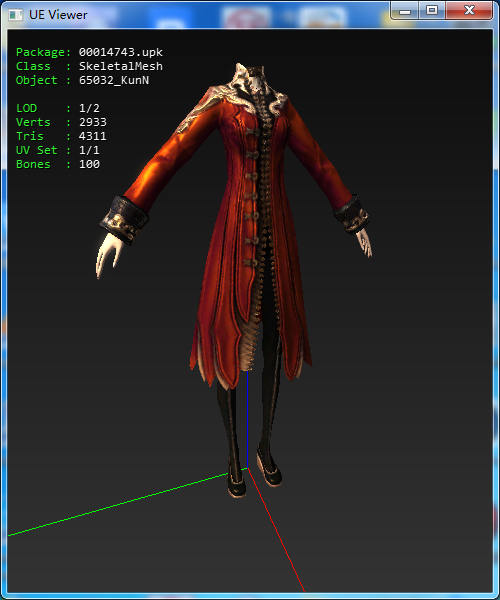 UE Viewer
Package: 00014743.upk
Class : SkeletalMesh
Object : 65032_KunN
LOD : 1/2
Verts : 2933
Tris : 4311
UV Set : 1/1
Bones : 100